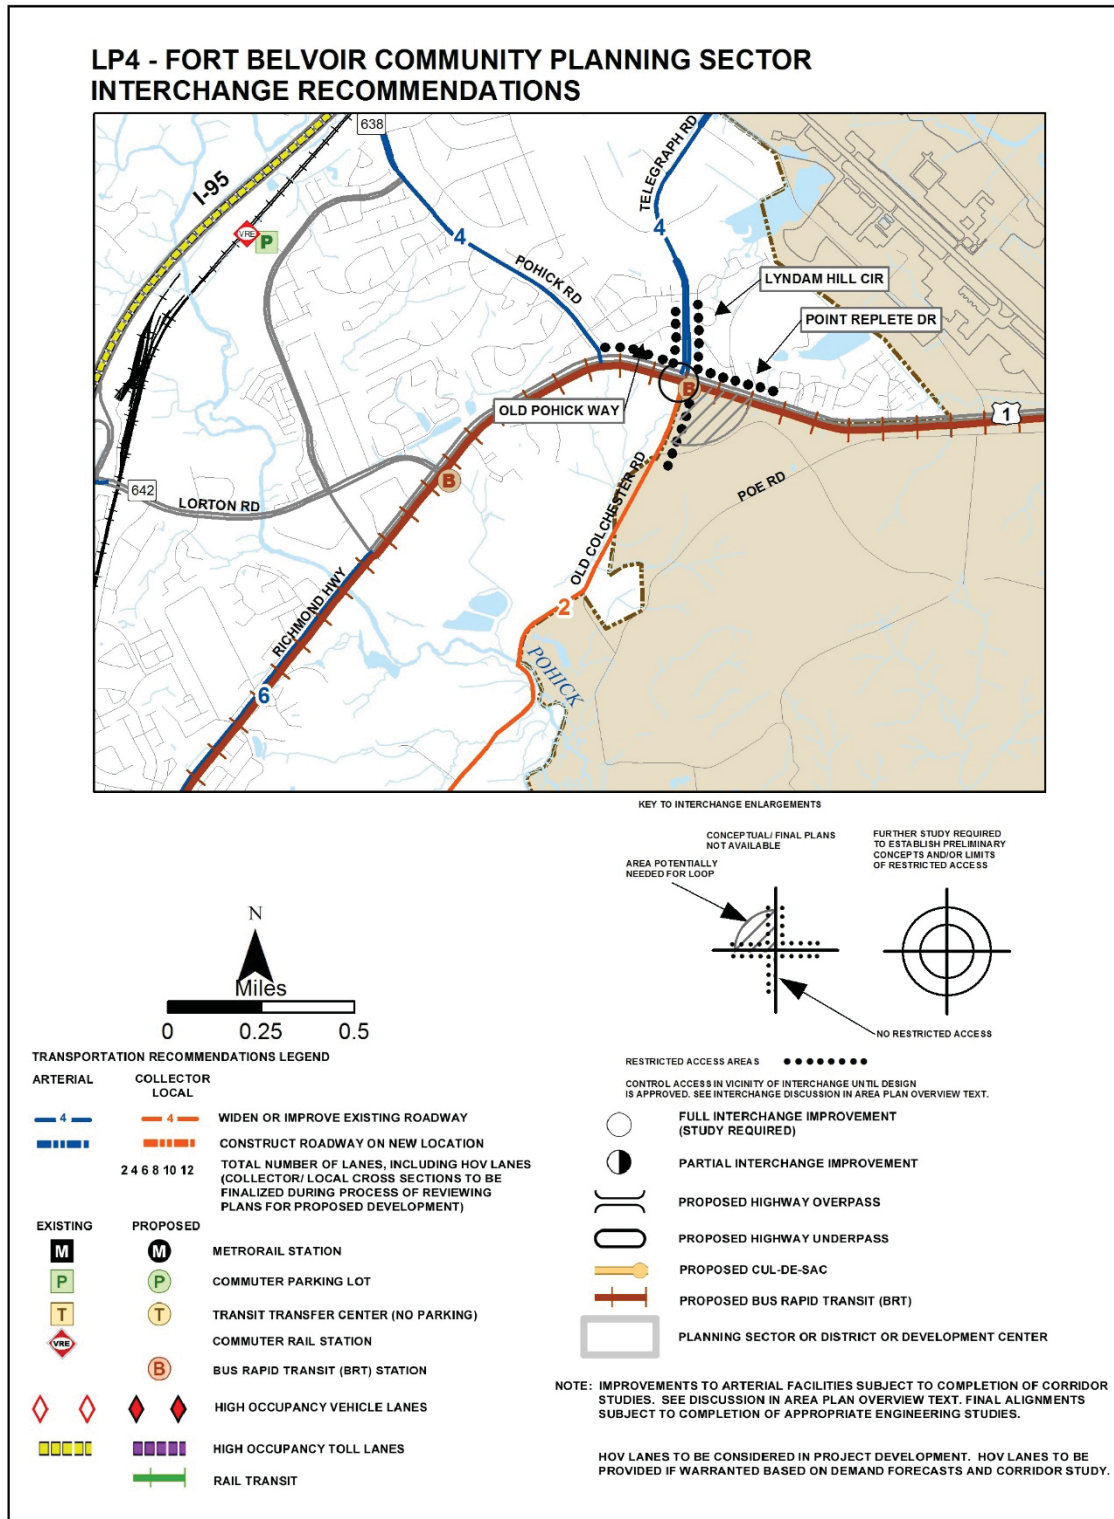 LP4 - FORT BELVOIR COMMUNITY PLANNING SECTOR
INTERCHANGE RECOMMENDATIONS
638
I-95
TELEGRAPH RD
VRE
P
4
4
POHICK RD
LYNDAM HILL CIR
POINT REPLETE DR
B
OLD POHICK WAY
1
B
POE RD
642
LORTON RD
OLD COLCHESTER RD
RICHMOND HWY
2
POHICK
6
KEY TO INTERCHANGE ENLARGEMENTS
CONCEPTUAL/ FINAL PLANS
NOT AVAILABLE
FURTHER STUDY REQUIRED
TO ESTABLISH PRELIMINARY
CONCEPTS AND/OR LIMITS
OF RESTRICTED ACCESS
AREA POTENTIALLY
NEEDED FOR LOOP
NO RESTRICTED ACCESS
N
Miles
0 0.25 0.5
RESTRICTED ACCESS AREAS
CONTROL ACCESS IN VICINITY OF INTERCHANGE UNTIL DESIGN
IS APPROVED. SEE INTERCHANGE DISCUSSION IN AREA PLAN OVERVIEW TEXT.
TRANSPORTATION RECOMMENDATIONS LEGEND
ARTERIAL
COLLECTOR
LOCAL
4 4 WIDEN OR IMPROVE EXISTING ROADWAY
CONSTRUCT ROADWAY ON NEW LOCATION
2 4 6 8 10 12 TOTAL NUMBER OF LANES, INCLUDING HOV LANES
(COLLECTOR/ LOCAL CROSS SECTIONS TO BE
FINALIZED DURING PROCESS OF REVIEWING
PLANS FOR PROPOSED DEVELOPMENT)
EXISTING PROPOSED
M M METRORAIL STATION
P P COMMUTER PARKING LOT
T T TRANSIT TRANSFER CENTER (NO PARKING)
VRE COMMUTER RAIL STATION
B BUS RAPID TRANSIT (BRT) STATION
HIGH OCCUPANCY VEHICLE LANES
HIGH OCCUPANCY TOLL LANES
RAIL TRANSIT
FULL INTERCHANGE IMPROVEMENT
(STUDY REQUIRED)
PARTIAL INTERCHANGE IMPROVEMENT
PROPOSED HIGHWAY OVERPASS
PROPOSED HIGHWAY UNDERPASS
PROPOSED CUL-DE-SAC
PROPOSED BUS RAPID TRANSIT (BRT)
PLANNING SECTOR OR DISTRICT OR DEVELOPMENT CENTER
NOTE: IMPROVEMENTS TO ARTERIAL FACILITIES SUBJECT TO COMPLETION OF CORRIDOR
STUDIES. SEE DISCUSSION IN AREA PLAN OVERVIEW TEXT. FINAL ALIGNMENTS
SUBJECT TO COMPLETION OF APPROPRIATE ENGINEERING STUDIES.
HOV LANES TO BE CONSIDERED IN PROJECT DEVELOPMENT. HOV LANES TO BE
PROVIDED IF WARRANTED BASED ON DEMAND FORECASTS AND CORRIDOR STUDY.